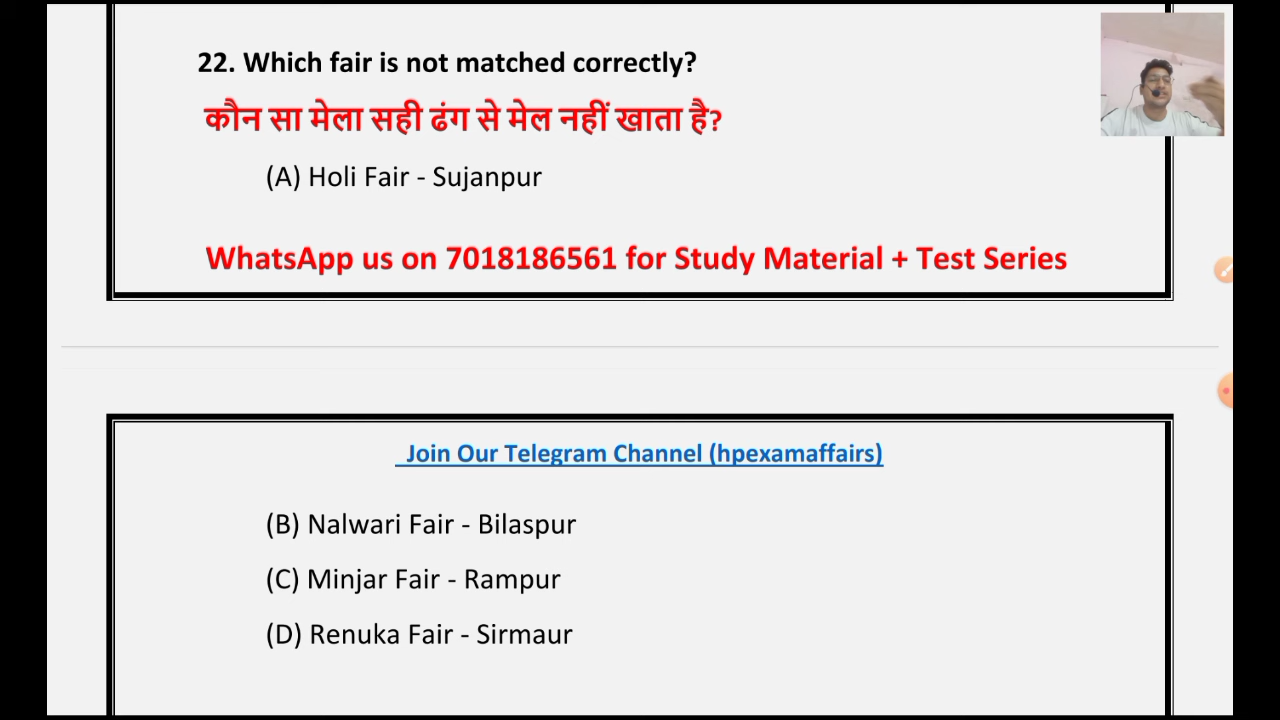 22. Which fair is not matched correctly?
कौन सा मेला सही ढंग से मेल नहीं खाता है?
(A) Holi Fair - Sujanpur
WhatsApp us on 7018186561 for Study Material + Test Series
Join Our Telegram Channel (hpexamaffairs)
(B) Nalwari Fair - Bilaspur
(C) Minjar Fair - Rampur
(D) Renuka Fair - Sirmaur